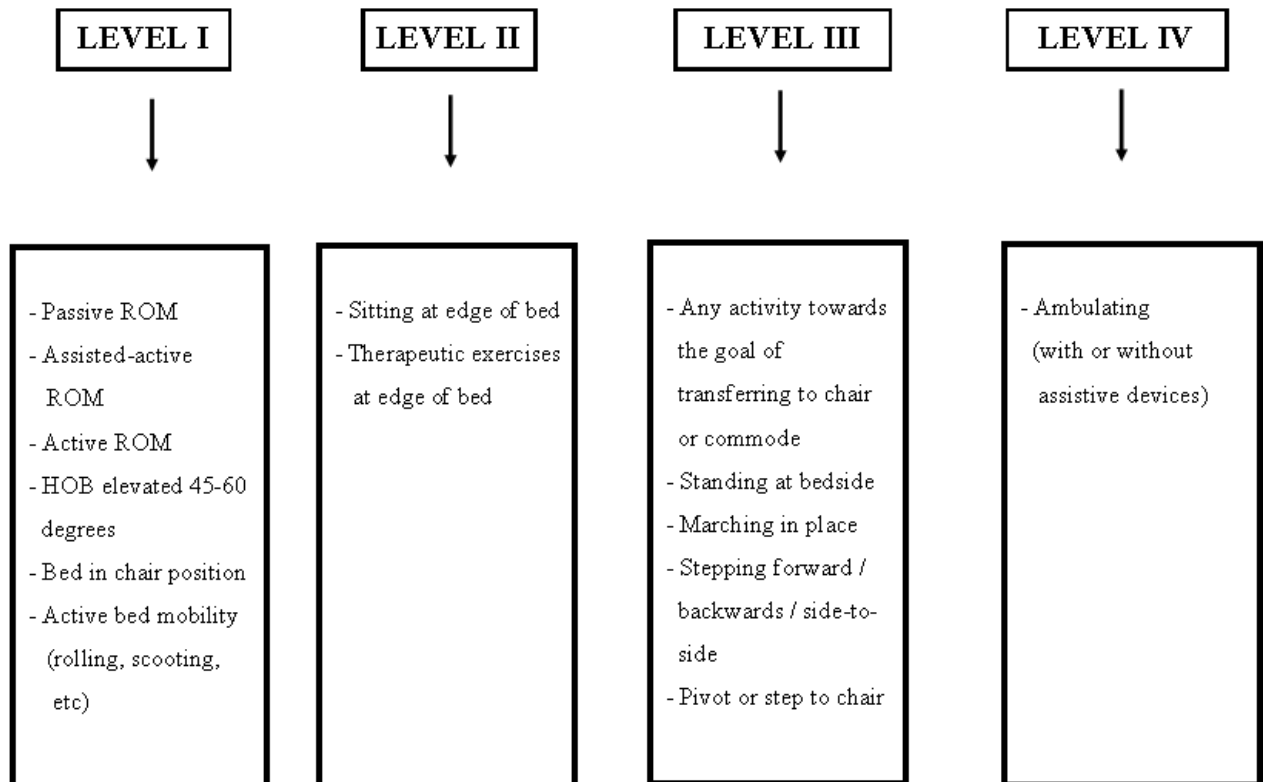 LEVEL I
LEVEL II
LEVEL III
LEVEL IV
- Passive ROM
- Assisted-active
ROM
- Active ROM
- HOB elevated 45-60
degrees
- Bed in chair position
- Active bed mobility
(rolling, scooting,
etc)
- Sitting at edge of bed
- Therapeutic exercises
at edge of bed
- Any activity towards
the goal of
transferring to chair
or commode
- Standing at bedside
- Marching in place
- Stepping forward /
backwards / side-to-
side
- Pivot or step to chair
- Ambulating
(with or without
assistive devices)